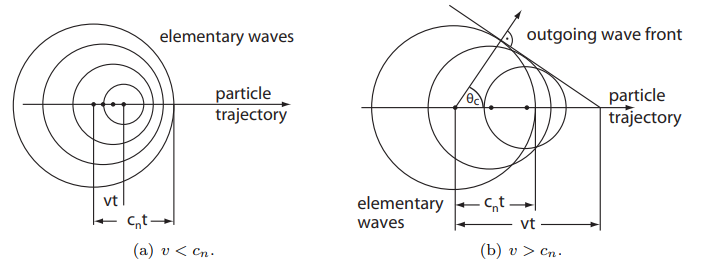 elementary waves
particle
trajectory
vt
cₙt
(a) v < cₙ.
outgoing wave front
θc
particle
trajectory
elementary
waves
cₙt
vt
(b) v > cₙ.